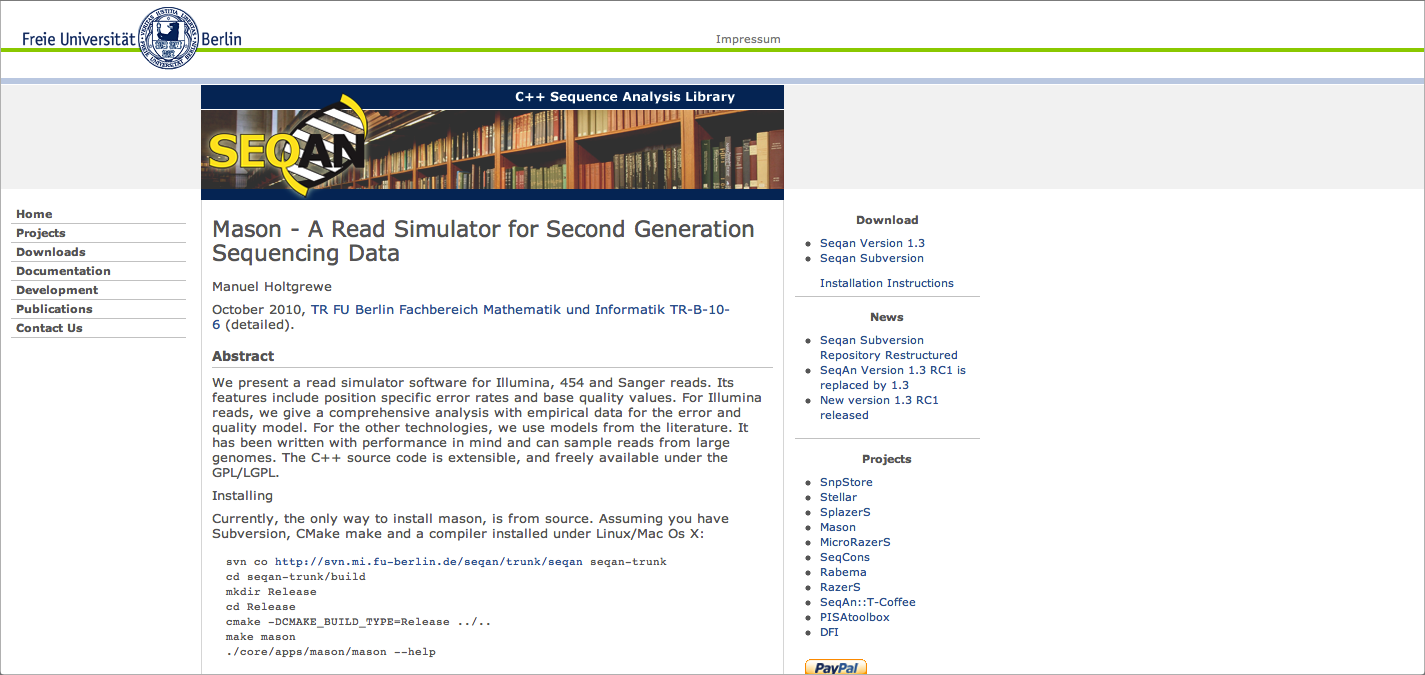 Freie Universität Berlin
Impressum
C++ Sequence Analysis Library
SEQAN
Home
Projects
Downloads
Documentation
Development
Publications
Contact Us
Mason - A Read Simulator for Second Generation
Sequencing Data
Manuel Holtgrewe
October 2010, TR FU Berlin Fachbereich Mathematik und Informatik TR-B-10-
6 (detailed).
Abstract
We present a read simulator software for Illumina, 454 and Sanger reads. Its
features include position specific error rates and base quality values. For Illumina
reads, we give a comprehensive analysis with empirical data for the error and
quality model. For the other technologies, we use models from the literature. It
has been written with performance in mind and can sample reads from large
genomes. The C++ source code is extensible, and freely available under the
GPL/LGPL.
Installing
Currently, the only way to install mason, is from source. Assuming you have
Subversion, CMake make and a compiler installed under Linux/Mac Os X:
svn co http://svn.mi.fu-berlin.de/seqan/trunk/seqan seqan-trunk
cd seqan-trunk/build
mkdir Release
cd Release
cmake -DCMAKE_BUILD_TYPE=Release ../..
make mason
./core/apps/mason/mason --help
Download
Seqan Version 1.3
Seqan Subversion
Installation Instructions
News
Seqan Subversion
Repository Restructured
SeqAn Version 1.3 RC1 is
replaced by 1.3
New version 1.3 RC1
released
Projects
SnpStore
Stellar
SplazerS
Mason
MicroRazerS
SeqCons
Rabema
RazerS
SeqAn::T-Coffee
PISAtoolbox
DFI
PayPal